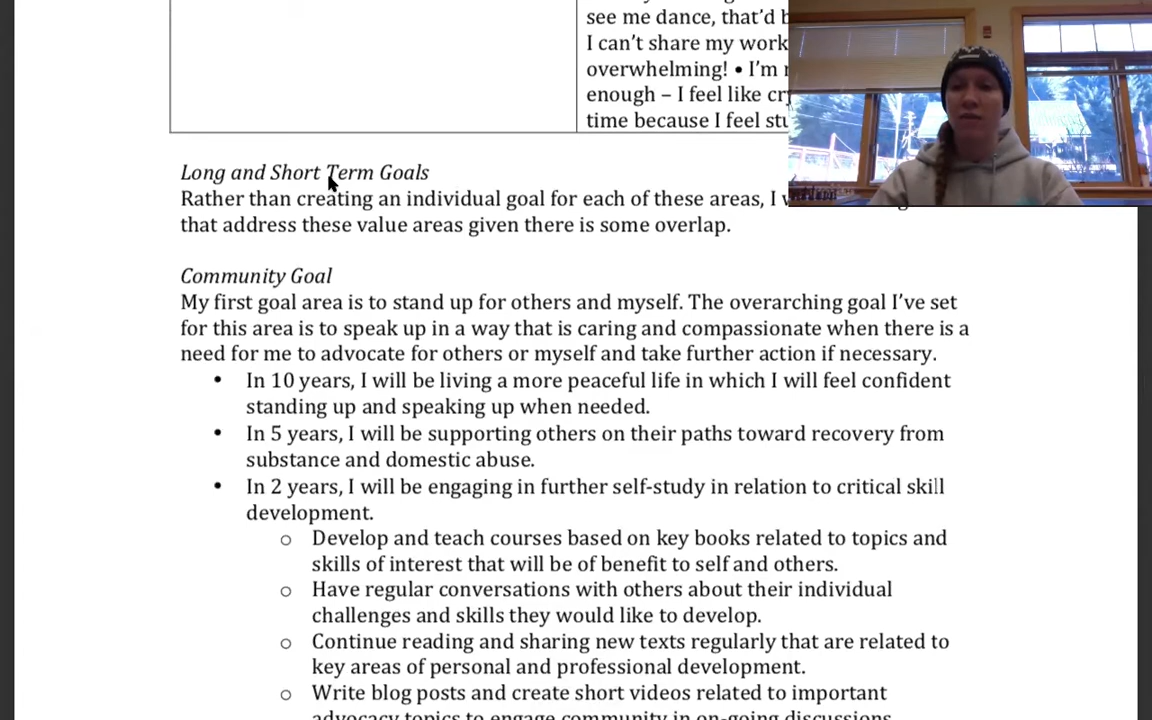 see me dance, that'd
I can't share my work
overwhelming! • I'm
enough – I feel like
time because I feel
Long and Short Term Goals
Rather than creating an individual goal for each of these areas, I
that address these value areas given there is some overlap.
Community Goal
My first goal area is to stand up for others and myself. The overarching goal I've set
for this area is to speak up in a way that is caring and compassionate when there is a
need for me to advocate for others or myself and take further action if necessary.
• In 10 years, I will be living a more peaceful life in which I will feel confident
standing up and speaking up when needed.
• In 5 years, I will be supporting others on their paths toward recovery from
substance and domestic abuse.
• In 2 years, I will be engaging in further self-study in relation to critical skill
development.
o Develop and teach courses based on key books related to topics and
skills of interest that will be of benefit to self and others.
o Have regular conversations with others about their individual
challenges and skills they would like to develop.
o Continue reading and sharing new texts regularly that are related to
key areas of personal and professional development.
o Write blog posts and create short videos related to important
advocacy topics to engage community in on-going discussions